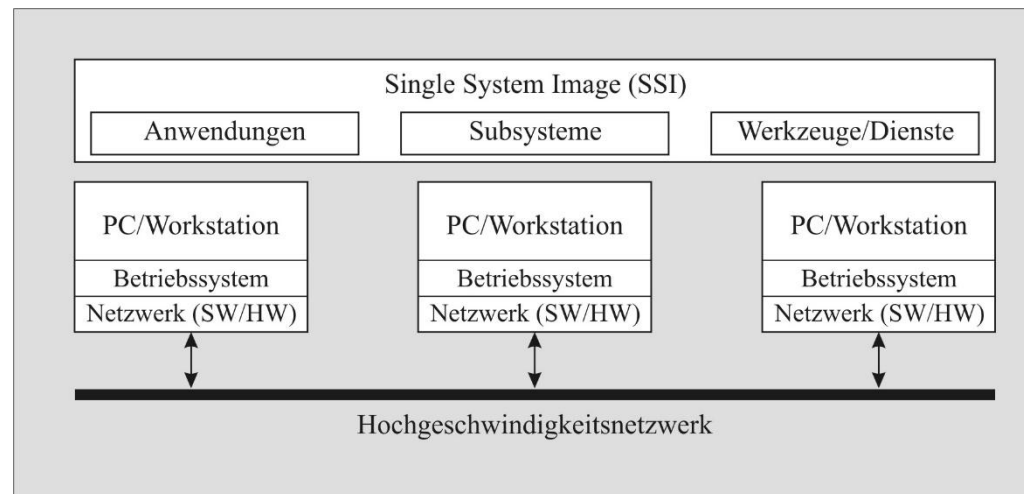 Single System Image (SSI)
Anwendungen Subsysteme Werkzeuge/Dienste
PC/Workstation PC/Workstation PC/Workstation
Betriebssystem Betriebssystem Betriebssystem
Netzwerk (SW/HW) Netzwerk (SW/HW) Netzwerk (SW/HW)
Hochgeschwindigkeitsnetzwerk